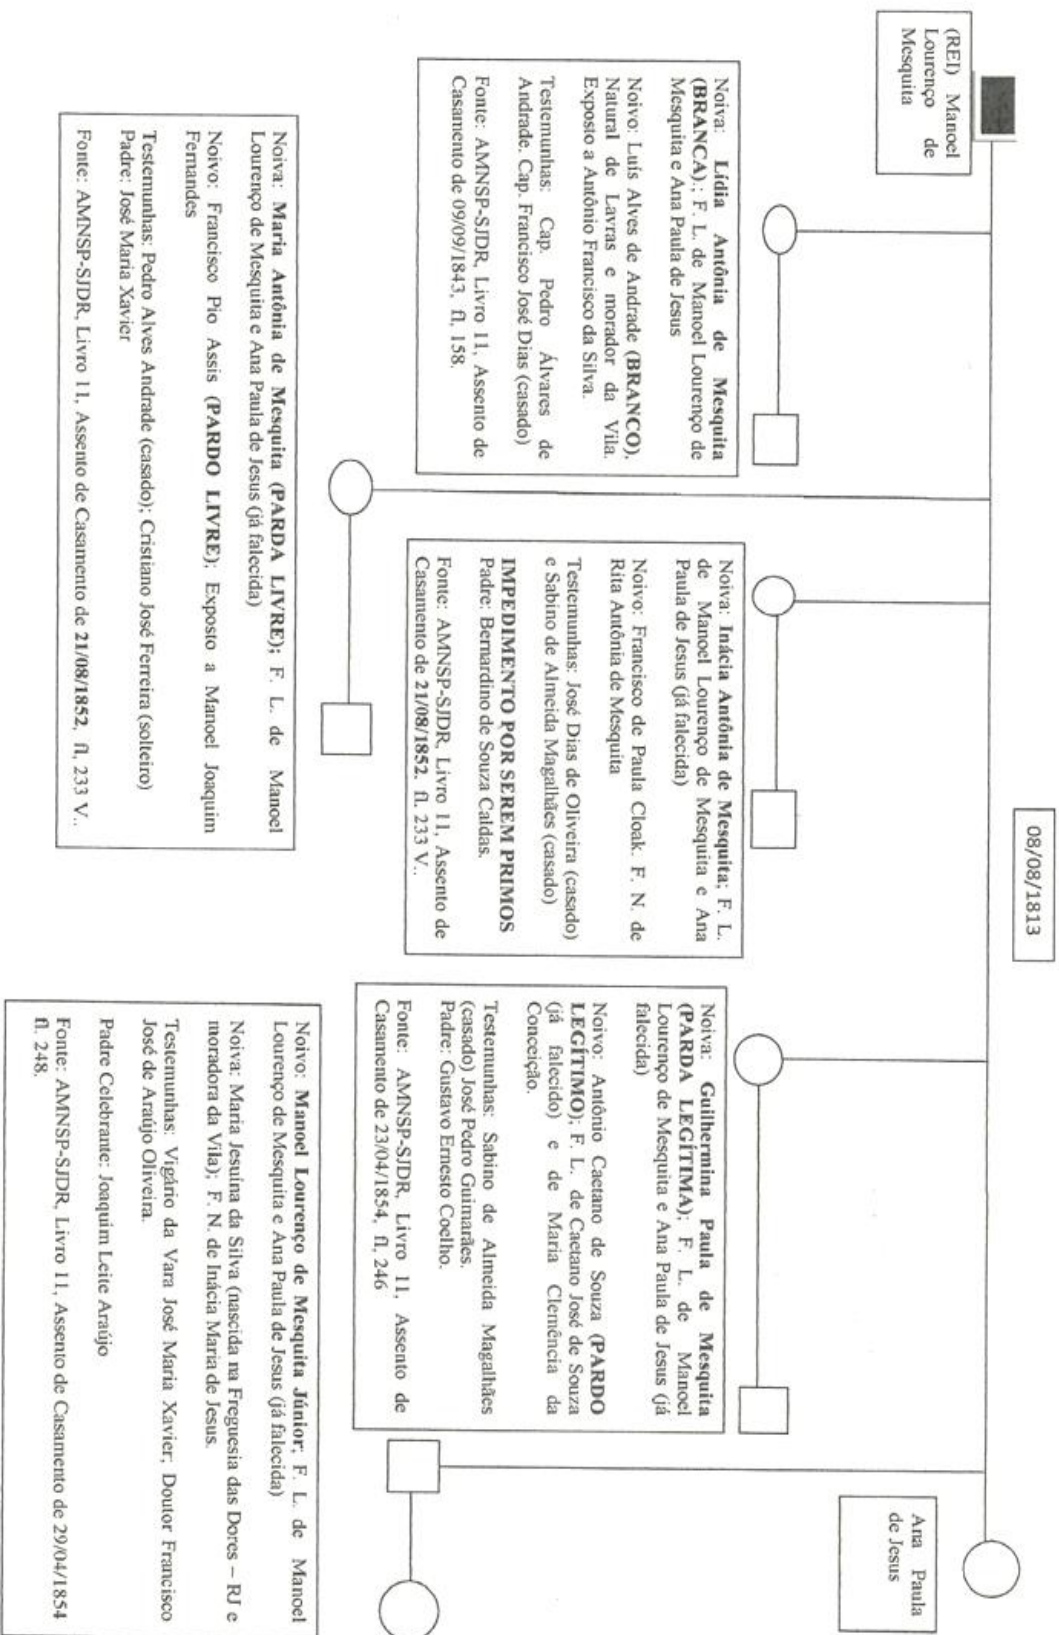 08/08/1813
(REI) Manoel
Lourenço de
Mesquita
Ana Paula
de Jesus
Noiva: Lídia Antônia de Mesquita
(BRANCA).; F. L. de Manoel Lourenço de
Mesquita e Ana Paula de Jesus
Noivo: Luís Alves de Andrade (BRANCO),
Natural de Lavras e morador da Vila.
Exposto a Antônio Francisco da Silva.
Testemunhas: Cap. Pedro Álvares de
Andrade. Cap. Francisco José Dias (casado)
Fonte: AMNSP-SJDR, Livro 11, Assento de
Casamento de 09/09/1843, fl, 158.
Noiva: Inácia Antônia de Mesquita; F. L.
de Manoel Lourenço de Mesquita e Ana
Paula de Jesus (já falecida)
Noivo: Francisco de Paula Cloak. F. N. de
Rita Antônia de Mesquita
Testemunhas: José Dias de Oliveira (casado)
e Sabino de Almeida Magalhães (casado)
IMPEDIMENTO POR SEREM PRIMOS
Padre: Bernardino de Souza Caldas.
Fonte: AMNSP-SJDR, Livro 11, Assento de
Casamento de 21/08/1852. fl. 233 V..
Noiva: Guilhermina Paula de Mesquita
(PARDA LEGÍTIMA); F. L. de Manoel
Lourenço de Mesquita e Ana Paula de Jesus (já
falecida)
Noivo: Antônio Caetano de Souza (PARDO
LEGÍTIMO); F. L. de Caetano José de Souza
(já falecido) e de Maria Clemência da
Conceição.
Testemunhas: Sabino de Almeida Magalhães
(casado) José Pedro Guimarães.
Padre: Gustavo Ernesto Coelho.
Fonte: AMNSP-SJDR, Livro 11, Assento de
Casamento de 23/04/1854, fl, 246
Noiva: Maria Antônia de Mesquita (PARDA LIVRE); F. L. de Manoel
Lourenço de Mesquita e Ana Paula de Jesus (já falecida)
Noivo: Francisco Pio Assis (PARDO LIVRE); Exposto a Manoel Joaquim
Fernandes
Testemunhas: Pedro Alves Andrade (casado); Cristiano José Ferreira (solteiro)
Padre: José Maria Xavier
Fonte: AMNSP-SJDR, Livro 11, Assento de Casamento de 21/08/1852, fl, 233 V..
Noivo: Manoel Lourenço de Mesquita Júnior; F. L. de Manoel
Lourenço de Mesquita e Ana Paula de Jesus (já falecida)
Noiva: Maria Jesuína da Silva (nascida na Freguesia das Dores – RJ e
moradora da Vila); F. N. de Inácia Maria de Jesus.
Testemunhas: Vigário da Vara José Maria Xavier; Doutor Francisco
José de Araújo Oliveira.
Padre Celebrante: Joaquim Leite Araújo
Fonte: AMNSP-SJDR, Livro 11, Assento de Casamento de 29/04/1854
fl. 248.